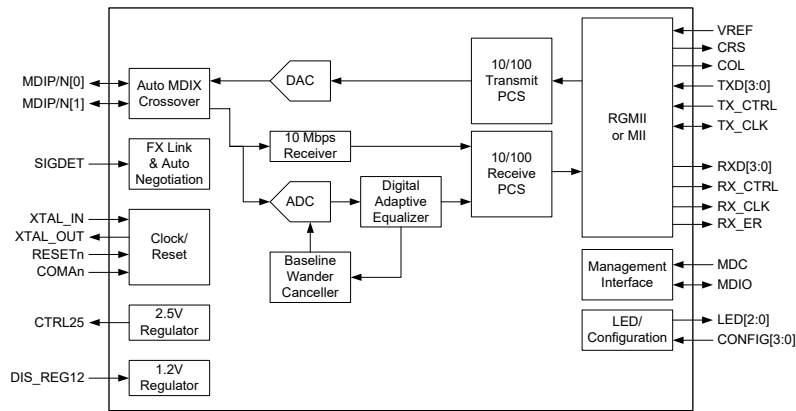 MDIP/N[0]
MDIP/N[1]
SIGDET
XTAL_IN
XTAL_OUT
RESETn
COMAn
CTRL25
DIS_REG12
Auto MDIX
Crossover
FX Link
& Auto
Negotiation
Clock/
Reset
2.5V
Regulator
1.2V
Regulator
DAC
10 Mbps
Receiver
ADC
Digital
Adaptive
Equalizer
Baseline
Wander
Canceller
10/100
Transmit
PCS
10/100
Receive
PCS
RGMII
or MII
Management
Interface
LED/
Configuration
VREF
CRS
COL
TXD[3:0]
TX_CTRL
TX_CLK
RXD[3:0]
RX_CTRL
RX_CLK
RX_ER
MDC
MDIO
LED[2:0]
CONFIG[3:0]